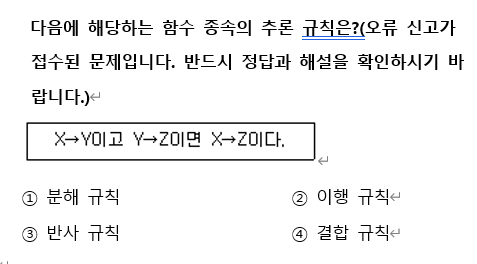 다음에 해당하는 함수 종속의 추론 규칙은?(오류 신고가
접수된 문제입니다. 반드시 정답과 해설을 확인하시기 바
랍니다.)↵
X→Y이고 Y→Z이면 X→Z이다.↵
① 분해 규칙 ② 이행 규칙↵
③ 반사 규칙 ④ 결합 규칙↵